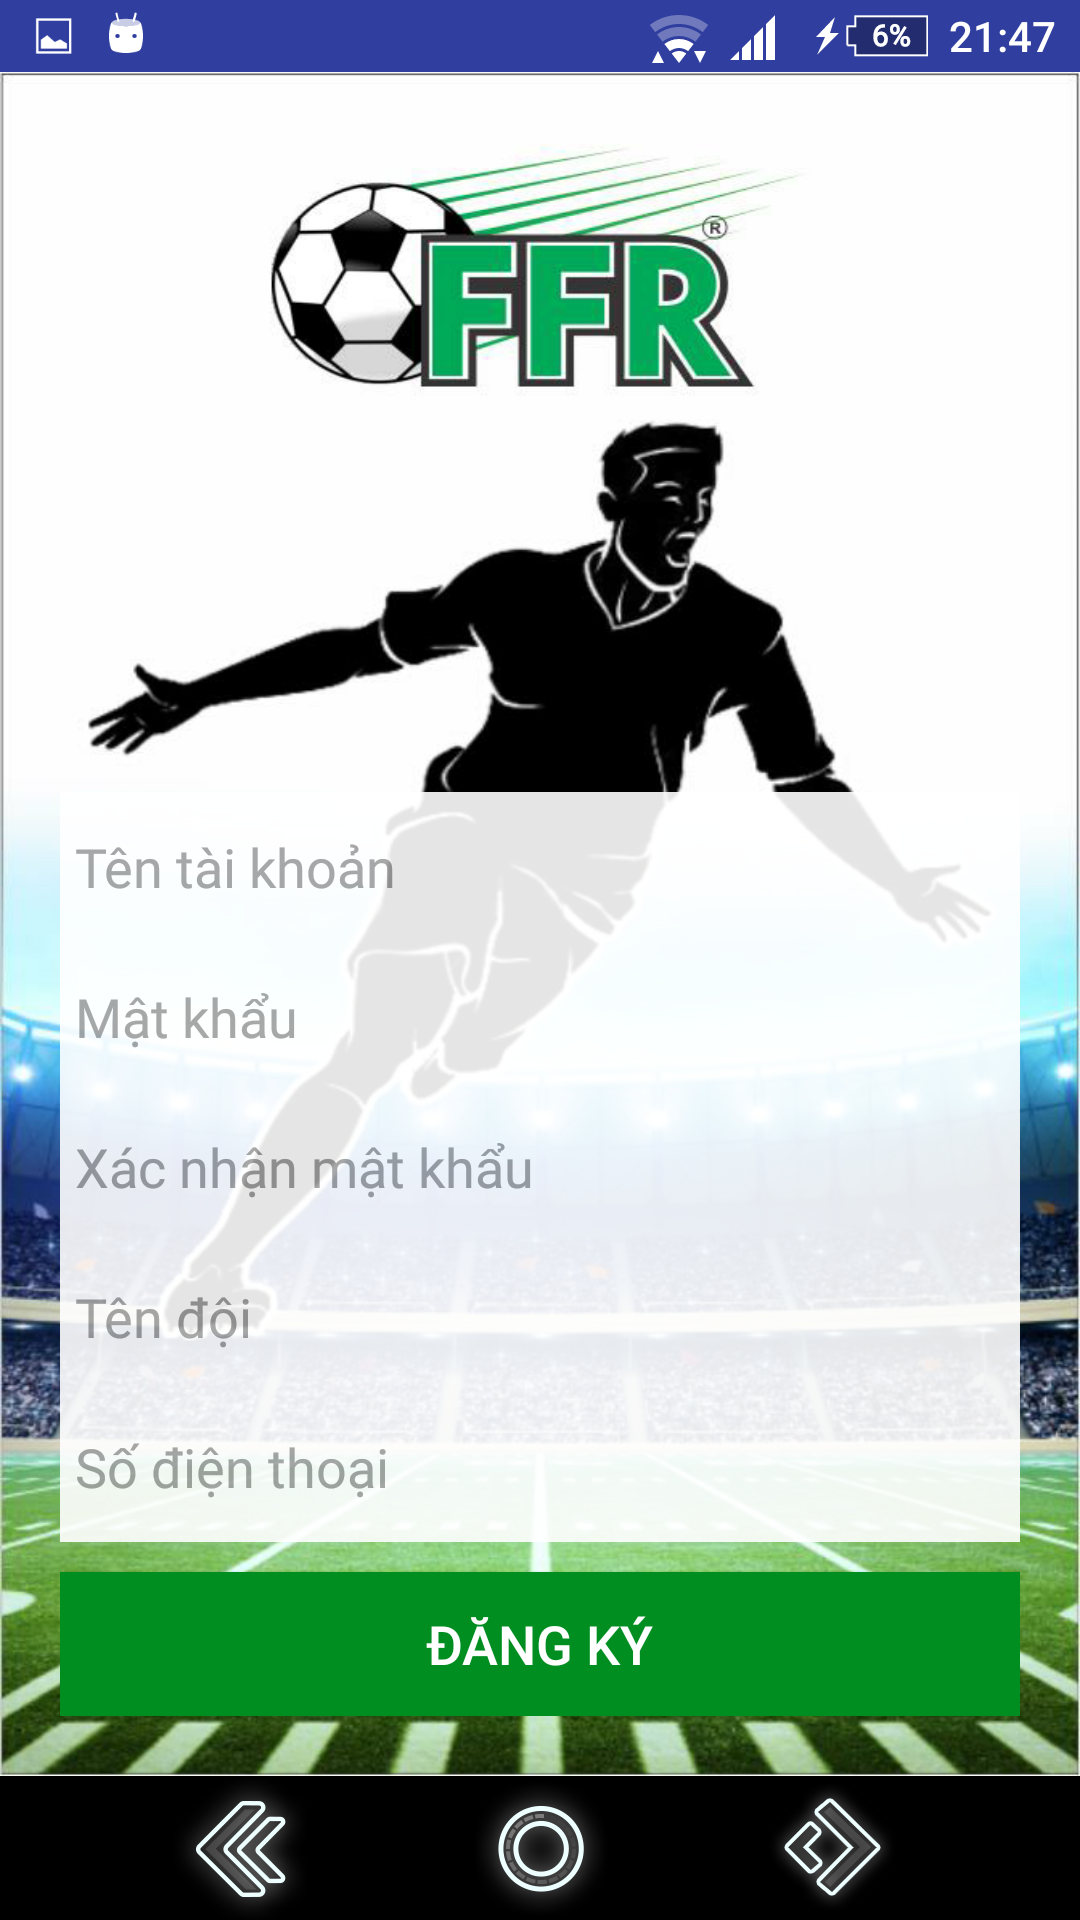 6% 21:47
FFR®
Tên tài khoản
Mật khẩu
Xác nhận mật khẩu
Tên đội
Số điện thoại
ĐĂNG KÝ